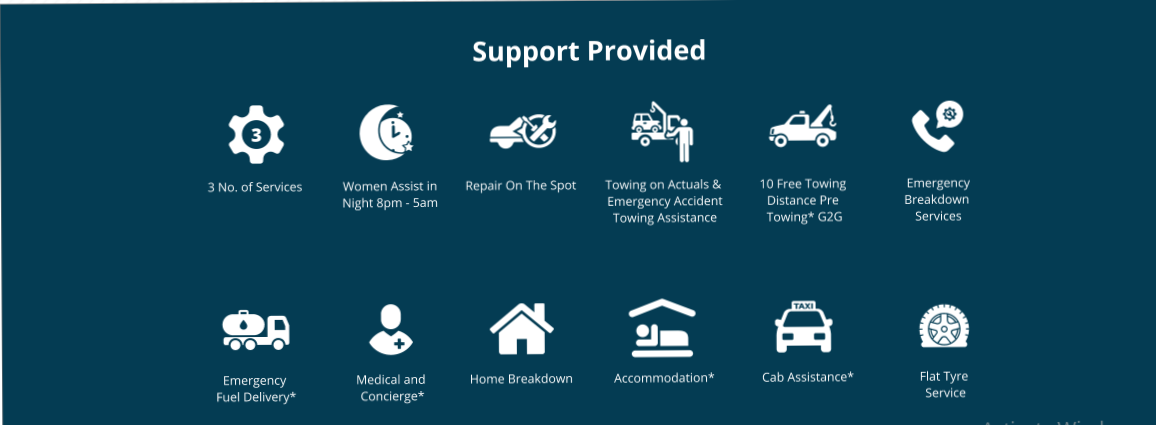 Support Provided
3
3 No. of Services
Women Assist in
Night 8pm - 5am
Repair On The Spot
Towing on Actuals &
Emergency Accident
Towing Assistance
10 Free Towing
Distance Pre
Towing* G2G
Emergency
Breakdown
Services
Emergency
Fuel Delivery*
Medical and
Concierge*
Home Breakdown
Accommodation*
TAXI
Cab Assistance*
Flat Tyre
Service